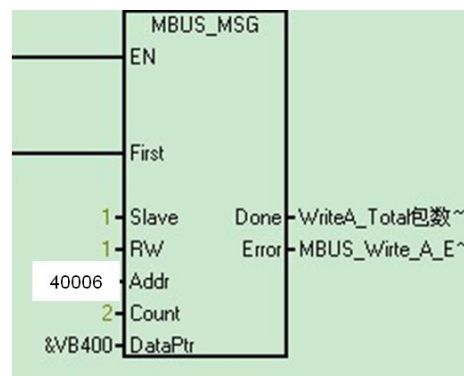 MBUS_MSG
EN
First
1 Slave Done WriteA_Total包数~
1 RW Error MBUS_Wirte_A_E~
40006 Addr
2 Count
&VB400 DataPtr